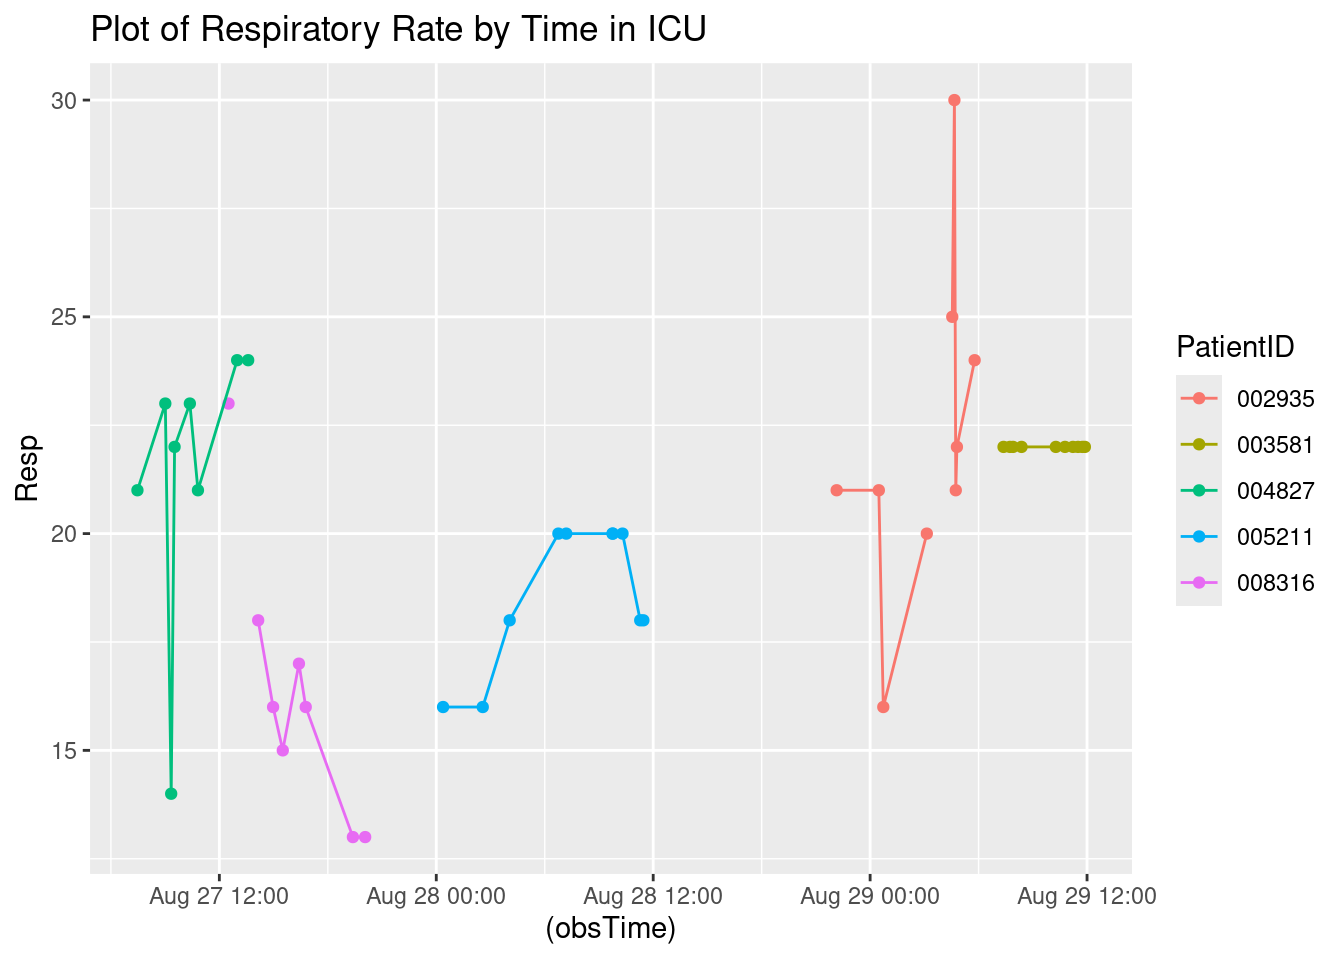 Plot of Respiratory Rate by Time in ICU
30
25
20
15
Resp
Aug 27 12:00
Aug 28 00:00
Aug 28 12:00
Aug 29 00:00
Aug 29 12:00
(obsTime)
PatientID
002935
003581
004827
005211
008316